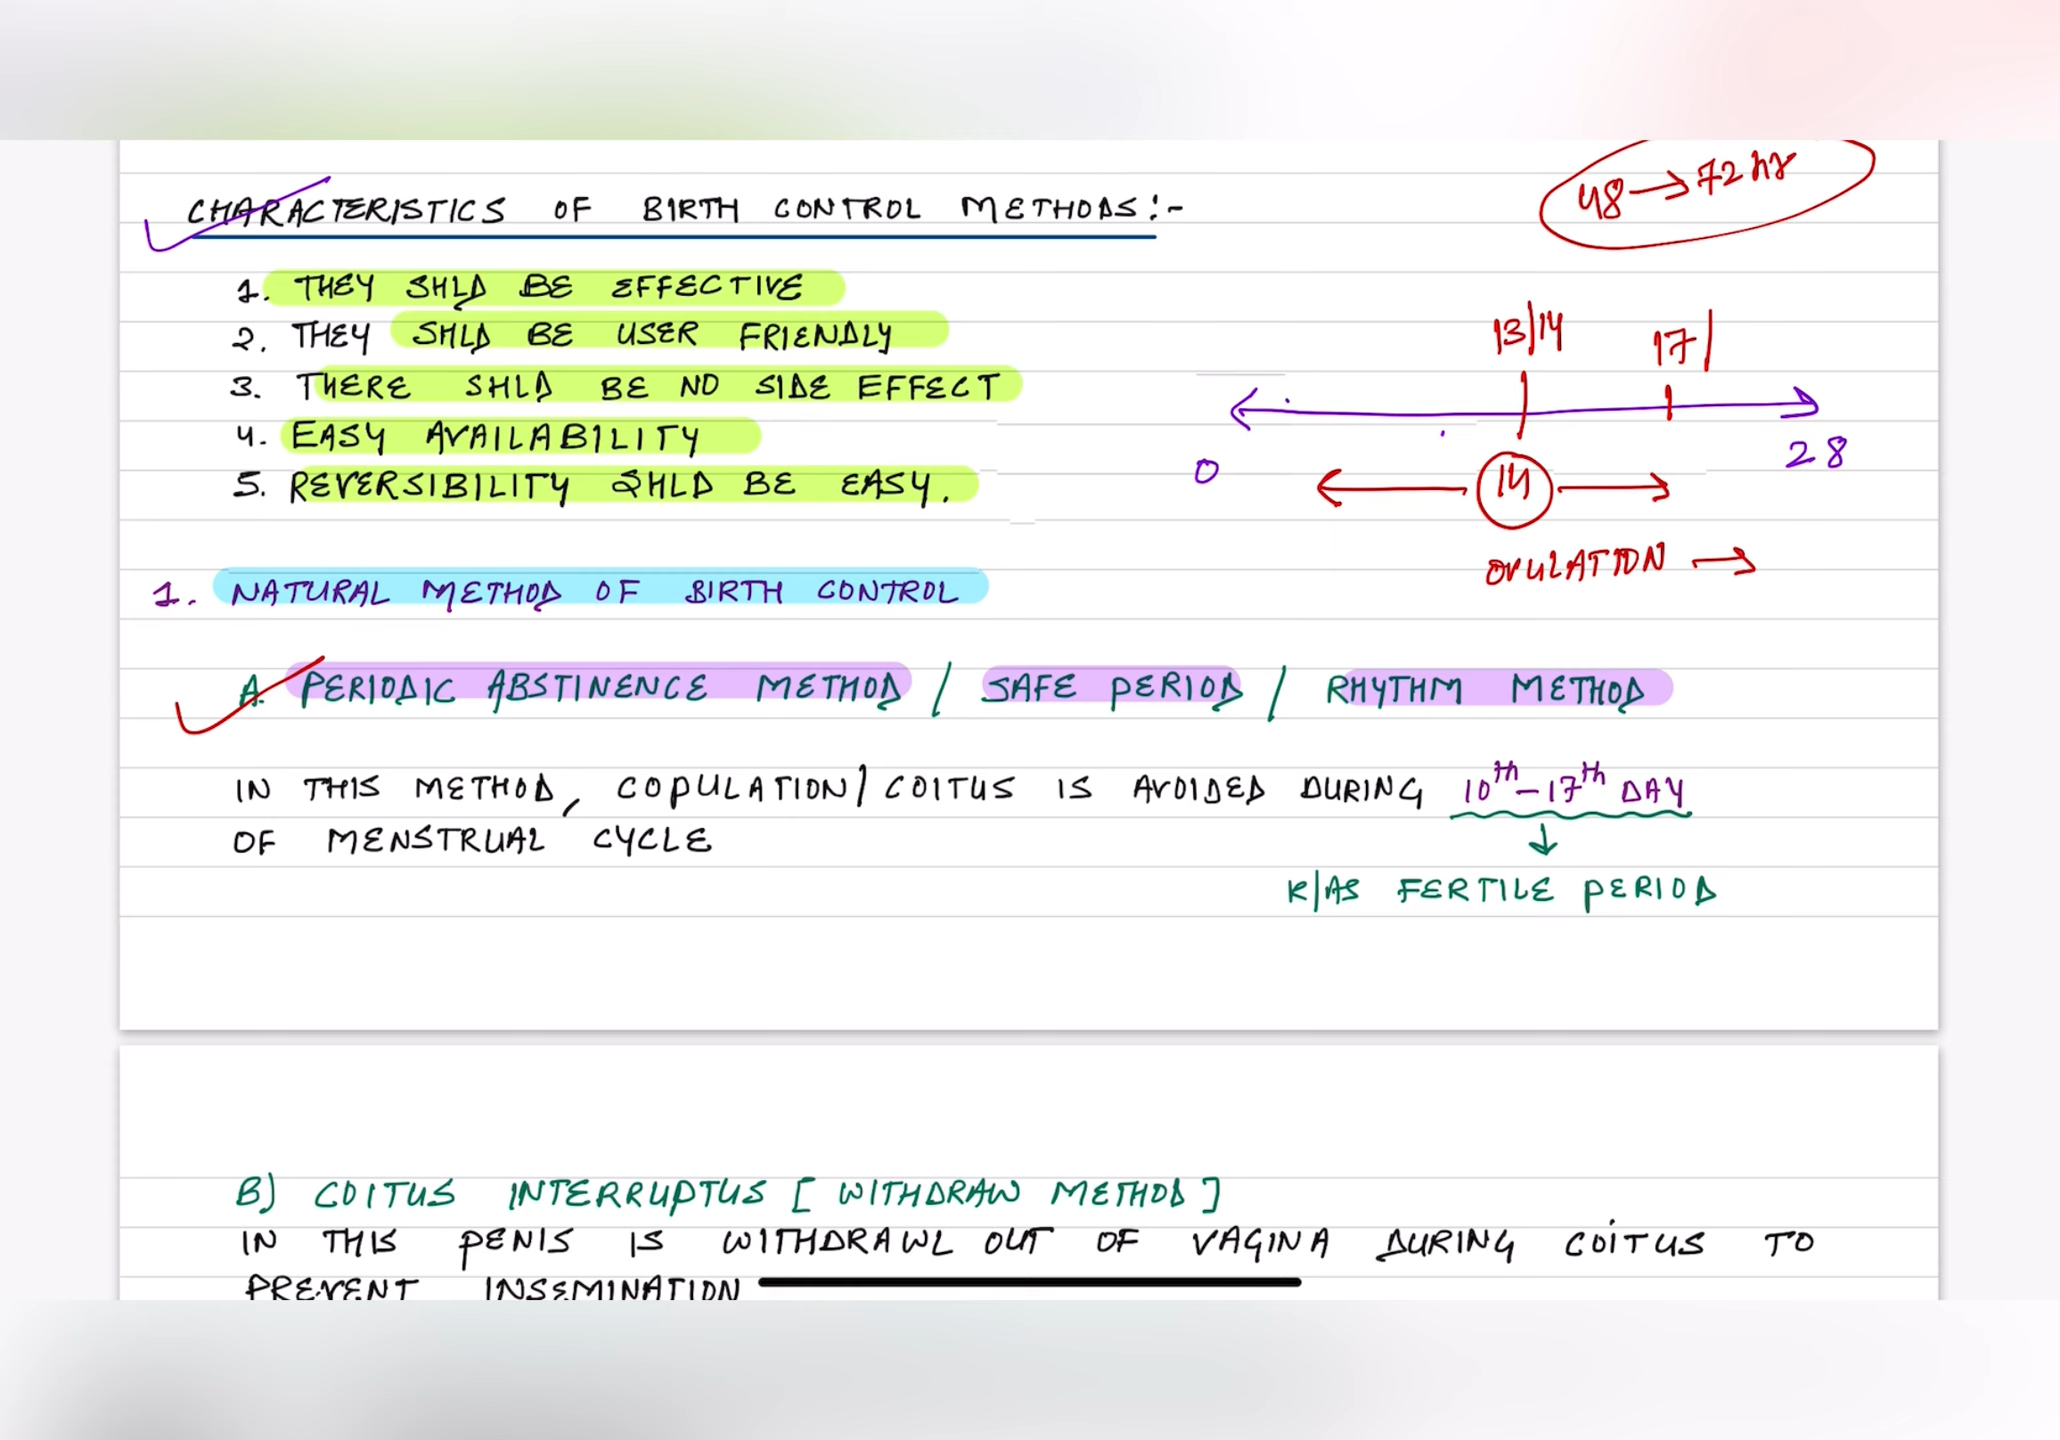 48 → 72 hr
CHARACTERISTICS OF BIRTH CONTROL METHODS :-
1. THEY SHLD BE EFFECTIVE
2. THEY SHLD BE USER FRIENDLY
3. THERE SHLD BE NO SIDE EFFECT
4. EASY AVAILABILITY
5. REVERSIBILITY SHLD BE EASY.
13/14 17/
0 28
14
OVULATION →
1. NATURAL METHOD OF BIRTH CONTROL
A. PERIODIC ABSTINENCE METHOD / SAFE PERIOD / RHYTHM METHOD
IN THIS METHOD, COPULATION/COITUS IS AVOIDED DURING 10th-17th DAY
OF MENSTRUAL CYCLE
↓
K/AS FERTILE PERIOD
B) COITUS INTERRUPTUS [ WITHDRAW METHOD ]
IN THIS PENIS IS WITHDRAWL OUT OF VAGINA DURING COITUS TO
PREVENT INSEMINATION